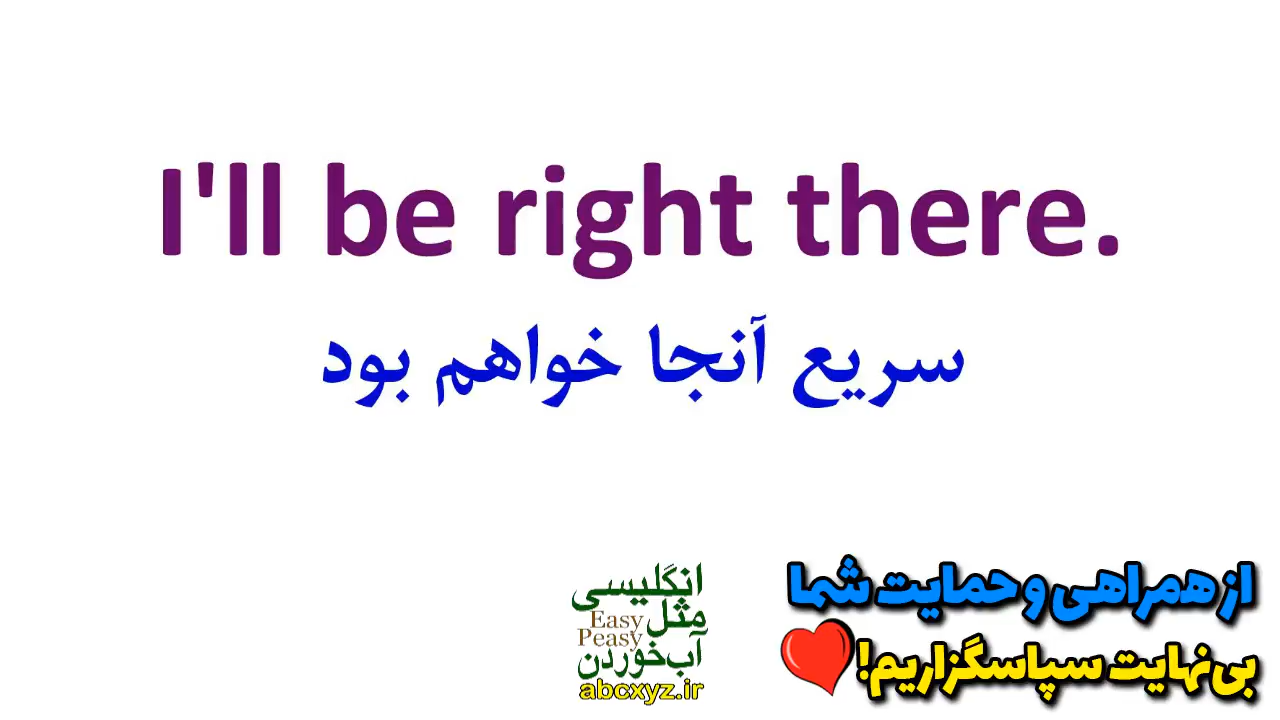 I'll be right there.
سریع آنجا خواهم بود
انگلیسی
مثل
Easy
Peasy
آب‌خوردن
abcxyz.ir
از همراهی و حمایت شما
بی‌نهایت سپاسگزاریم!